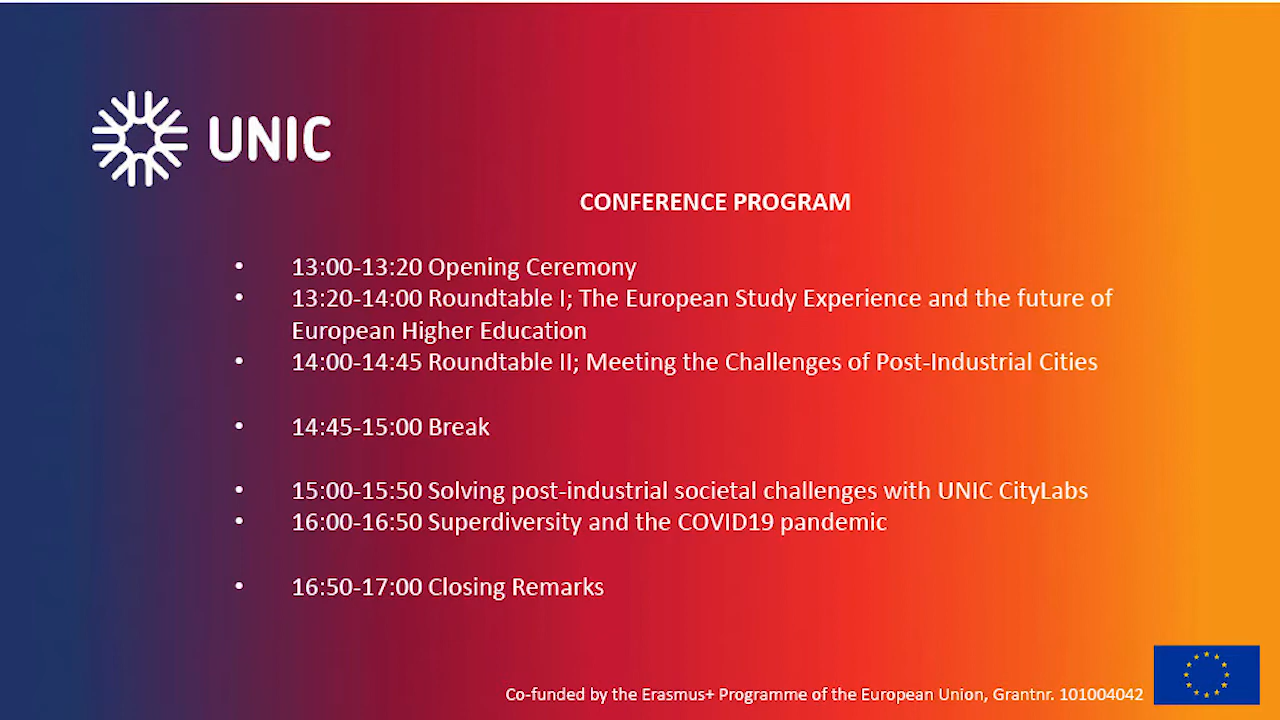 UNIC
CONFERENCE PROGRAM
• 13:00-13:20 Opening Ceremony
• 13:20-14:00 Roundtable I; The European Study Experience and the future of
European Higher Education
• 14:00-14:45 Roundtable II; Meeting the Challenges of Post-Industrial Cities
• 14:45-15:00 Break
• 15:00-15:50 Solving post-industrial societal challenges with UNIC CityLabs
• 16:00-16:50 Superdiversity and the COVID19 pandemic
• 16:50-17:00 Closing Remarks
Co-funded by the Erasmus+ Programme of the European Union, Grantnr. 101004042